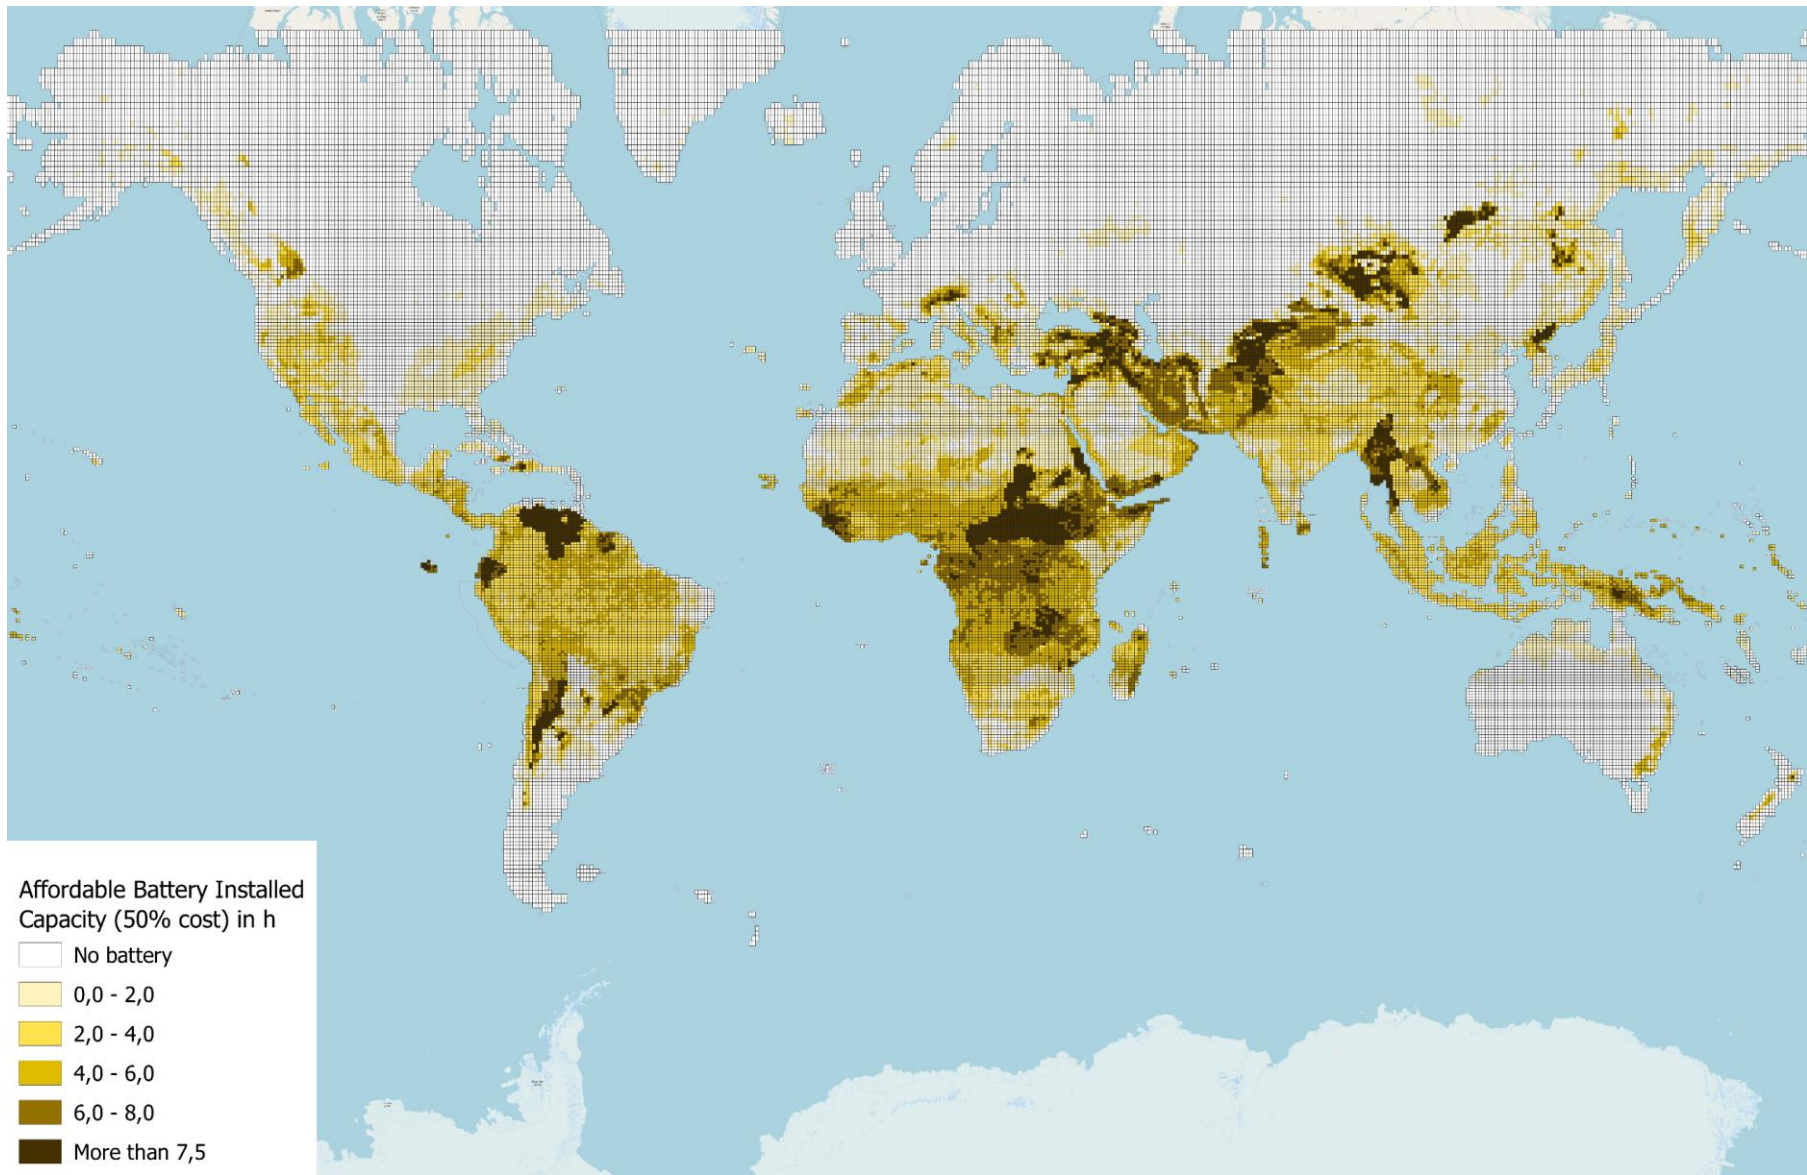 Affordable Battery Installed
Capacity (50% cost) in h
No battery
0,0 - 2,0
2,0 - 4,0
4,0 - 6,0
6,0 - 8,0
More than 7,5